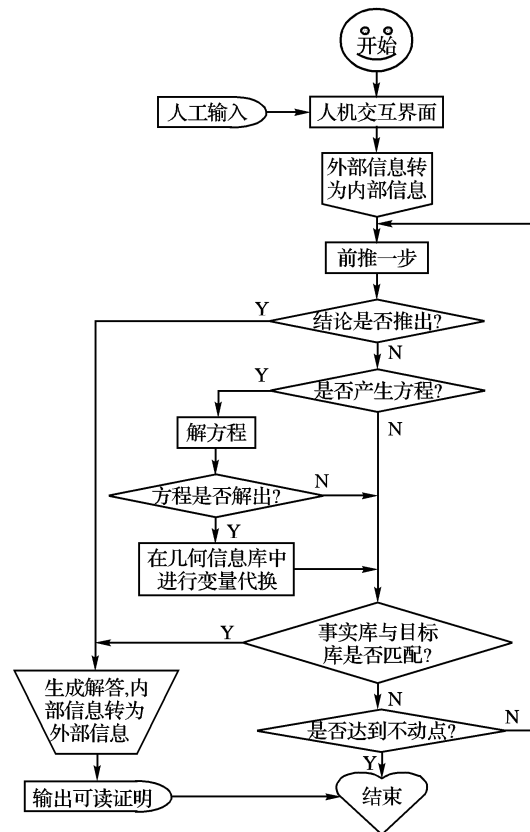 开始
人工输入
人机交互界面
外部信息转
为内部信息
前推一步
Y
结论是否推出?
N
Y
是否产生方程?
N
解方程
方程是否解出?
N
Y
在几何信息库中
进行变量代换
Y
事实库与目标
库是否匹配?
N
生成解答,内
部信息转为
外部信息
是否达到不动点?
N
Y
输出可读证明
结束